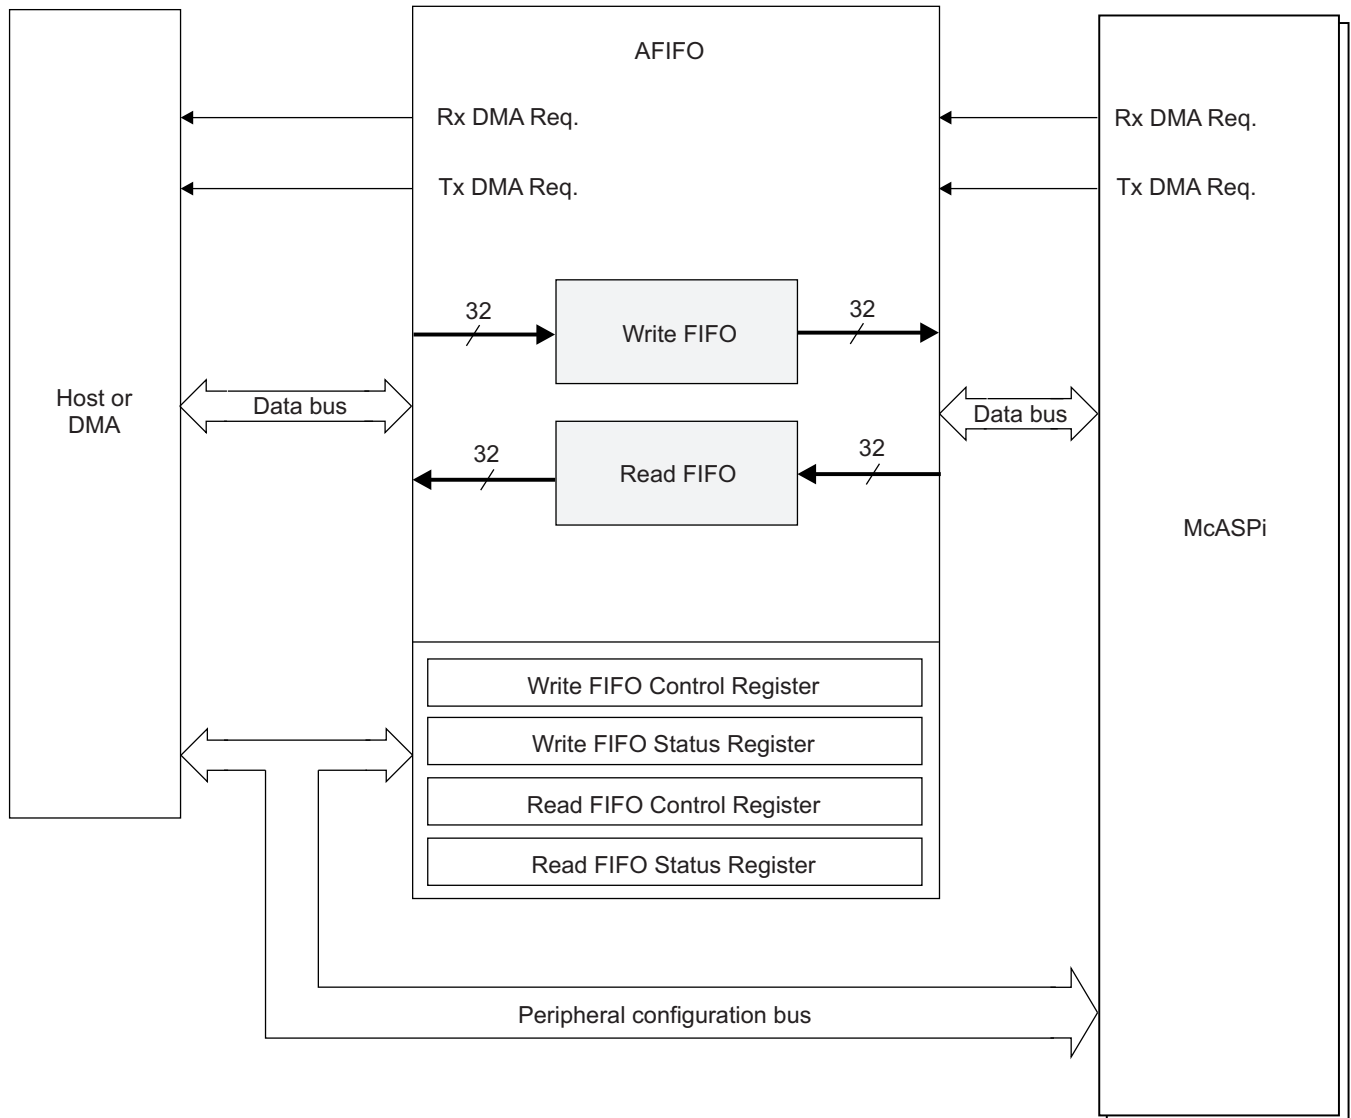 AFIFO
Rx DMA Req.
Rx DMA Req.
Tx DMA Req.
Tx DMA Req.
32
32
Write FIFO
Host or
DMA
Data bus
Data bus
32
32
Read FIFO
McASPi
Write FIFO Control Register
Write FIFO Status Register
Read FIFO Control Register
Read FIFO Status Register
Peripheral configuration bus